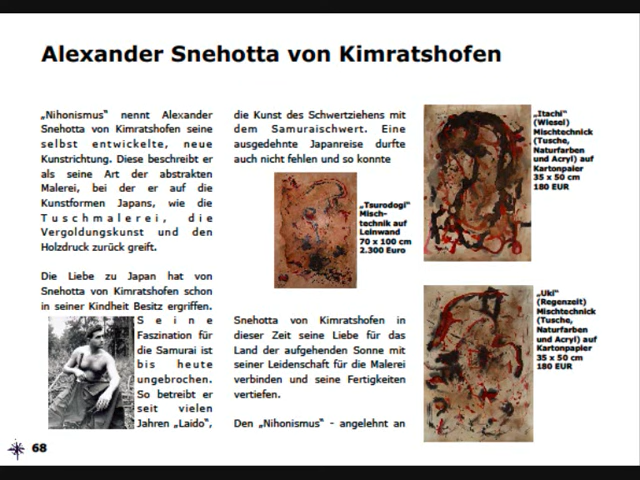 Alexander Snehotta von Kimratshofen
„Nihonismus“ nennt Alexander
Snehotta von Kimratshofen seine
selbst entwickelte, neue
Kunstrichtung. Diese beschreibt er
als seine Art der abstrakten
Malerei, bei der er auf die
Kunstformen Japans, wie die
Tuschmalerei, die
Vergoldungskunst und den
Holzdruck zurück greift.
Die Liebe zu Japan hat von
Snehotta von Kimratshofen schon
in seiner Kindheit Besitz ergriffen.
Seine
Faszination für
die Samurai ist
bis heute
ungebrochen.
So betreibt er
seit vielen
Jahren „Laido“,
die Kunst des Schwertziehens mit
dem Samuraischwert. Eine
ausgedehnte Japanreise durfte
auch nicht fehlen und so konnte
„Tsurodogi“
Misch-
technik auf
Leinwand
70 x 100 cm
2.300 Euro
Snehotta von Kimratshofen in
dieser Zeit seine Liebe für das
Land der aufgehenden Sonne mit
seiner Leidenschaft für die Malerei
verbinden und seine Fertigkeiten
vertiefen.
Den „Nihonismus“ - angelehnt an
„Itachi“
(Wiesel)
Mischtechnick
(Tusche,
Naturfarben
und Acryl) auf
Kartonpaier
35 x 50 cm
180 EUR
„Uki“
(Regenzeit)
Mischtechnick
(Tusche,
Naturfarben
und Acryl) auf
Kartonpapier
35 x 50 cm
180 EUR
68